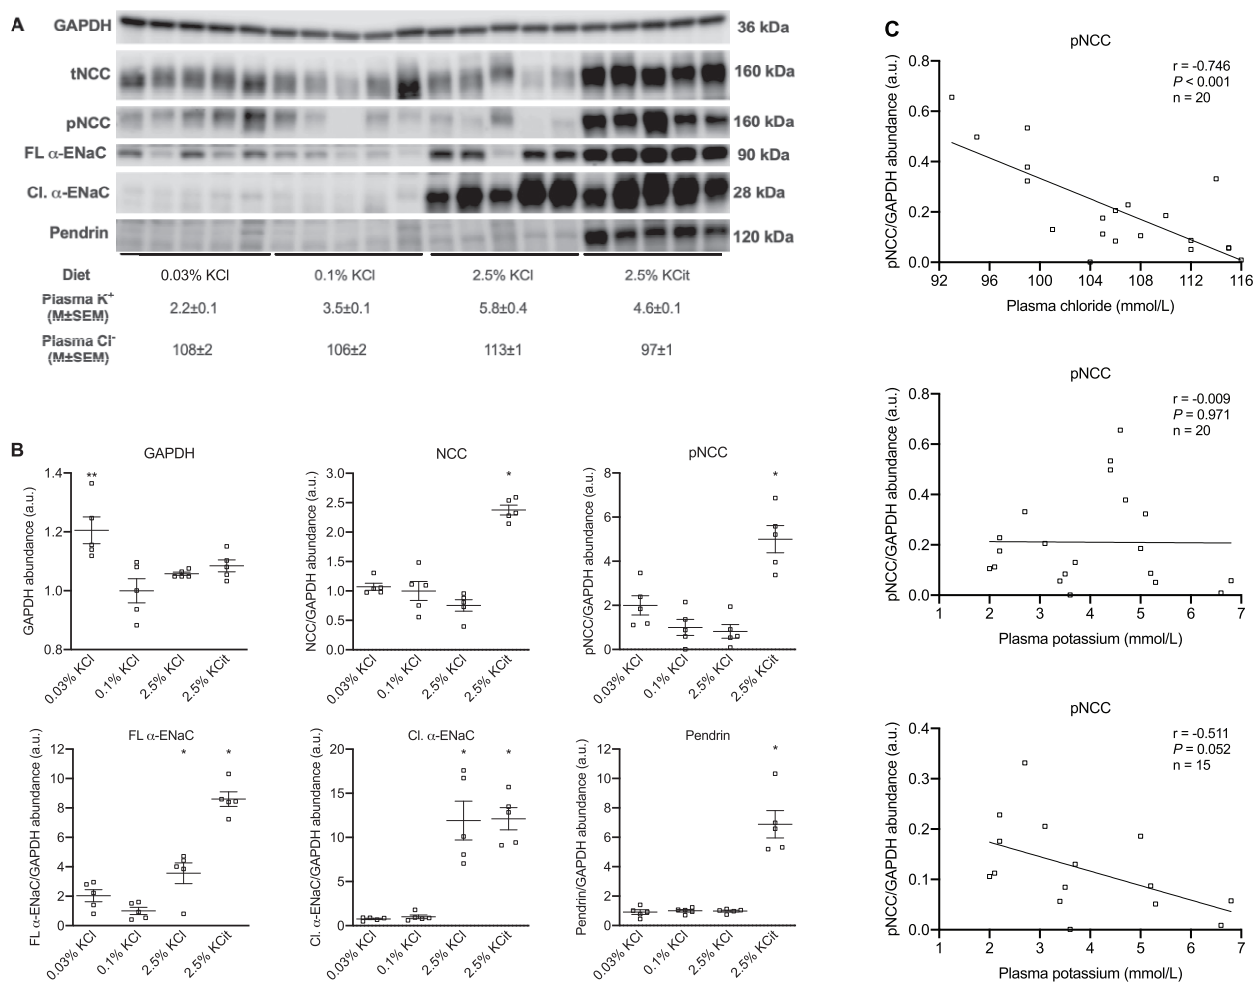 A
GAPDH 36 kDa
tNCC 160 kDa
pNCC 160 kDa
FL α-ENaC 90 kDa
Cl. α-ENaC 28 kDa
Pendrin 120 kDa
Diet 0.03% KCl 0.1% KCl 2.5% KCl 2.5% KCit
Plasma K+
(M±SEM) 2.2±0.1 3.5±0.1 5.8±0.4 4.6±0.1
Plasma Cl-
(M±SEM) 108±2 106±2 113±1 97±1
B
GAPDH
GAPDH abundance (a.u.)
1.4
1.2
1.0
0.8
**
0.03% KCl 0.1% KCl 2.5% KCl 2.5% KCit
NCC
NCC/GAPDH abundance (a.u.)
3.0
2.5
2.0
1.5
1.0
0.5
0.0
*
0.03% KCl 0.1% KCl 2.5% KCl 2.5% KCit
pNCC
pNCC/GAPDH abundance (a.u.)
8
6
4
2
0
*
0.03% KCl 0.1% KCl 2.5% KCl 2.5% KCit
FL α-ENaC
FL α-ENaC/GAPDH abundance (a.u.)
12
10
8
6
4
2
0
* *
0.03% KCl 0.1% KCl 2.5% KCl 2.5% KCit
Cl. α-ENaC
Cl. α-ENaC/GAPDH abundance (a.u.)
20
15
10
5
0
* *
0.03% KCl 0.1% KCl 2.5% KCl 2.5% KCit
Pendrin
Pendrin/GAPDH abundance (a.u.)
12
10
8
6
4
2
0
*
0.03% KCl 0.1% KCl 2.5% KCl 2.5% KCit
C
pNCC
r = -0.746
P < 0.001
n = 20
pNCC/GAPDH abundance (a.u.)
0.8
0.6
0.4
0.2
0.0
92 96 100 104 108 112 116
Plasma chloride (mmol/L)
pNCC
r = -0.009
P = 0.971
n = 20
pNCC/GAPDH abundance (a.u.)
0.8
0.6
0.4
0.2
0.0
1 2 3 4 5 6 7
Plasma potassium (mmol/L)
pNCC
r = -0.511
P = 0.052
n = 15
pNCC/GAPDH abundance (a.u.)
0.4
0.3
0.2
0.1
0.0
1 2 3 4 5 6 7
Plasma potassium (mmol/L)